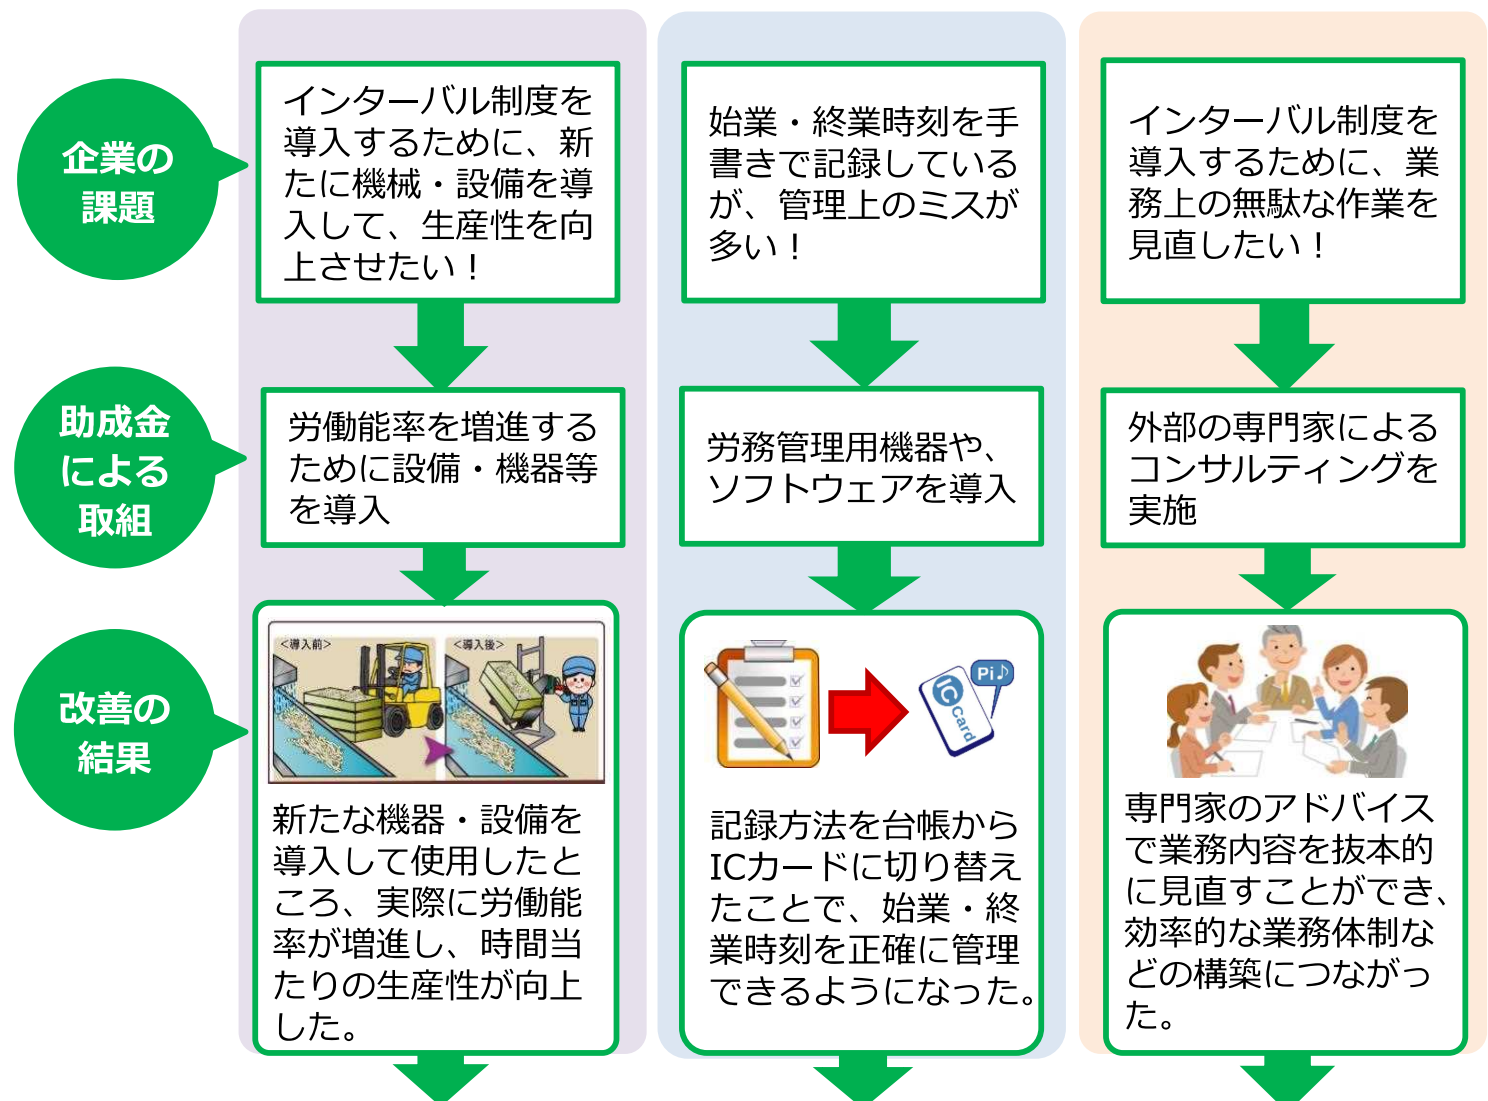 企業の
課題
インターバル制度を
導入するために、新
たに機械・設備を導
入して、生産性を向
上させたい！
始業・終業時刻を手
書きで記録している
が、管理上のミスが
多い！
インターバル制度を
導入するために、業
務上の無駄な作業を
見直したい！
助成金
による
取組
労働能率を増進する
ために設備・機器等
を導入
労務管理用機器や、
ソフトウェアを導入
外部の専門家による
コンサルティングを
実施
改善の
結果
<導入前>
<導入後>
新たな機器・設備を
導入して使用したと
ころ、実際に労働能
率が増進し、時間当
たりの生産性が向上
した。
Pi♪
IC
Card
記録方法を台帳から
ICカードに切り替え
たことで、始業・終
業時刻を正確に管理
できるようになった。
専門家のアドバイス
で業務内容を抜本的
に見直すことができ、
効率的な業務体制な
どの構築につながっ
た。